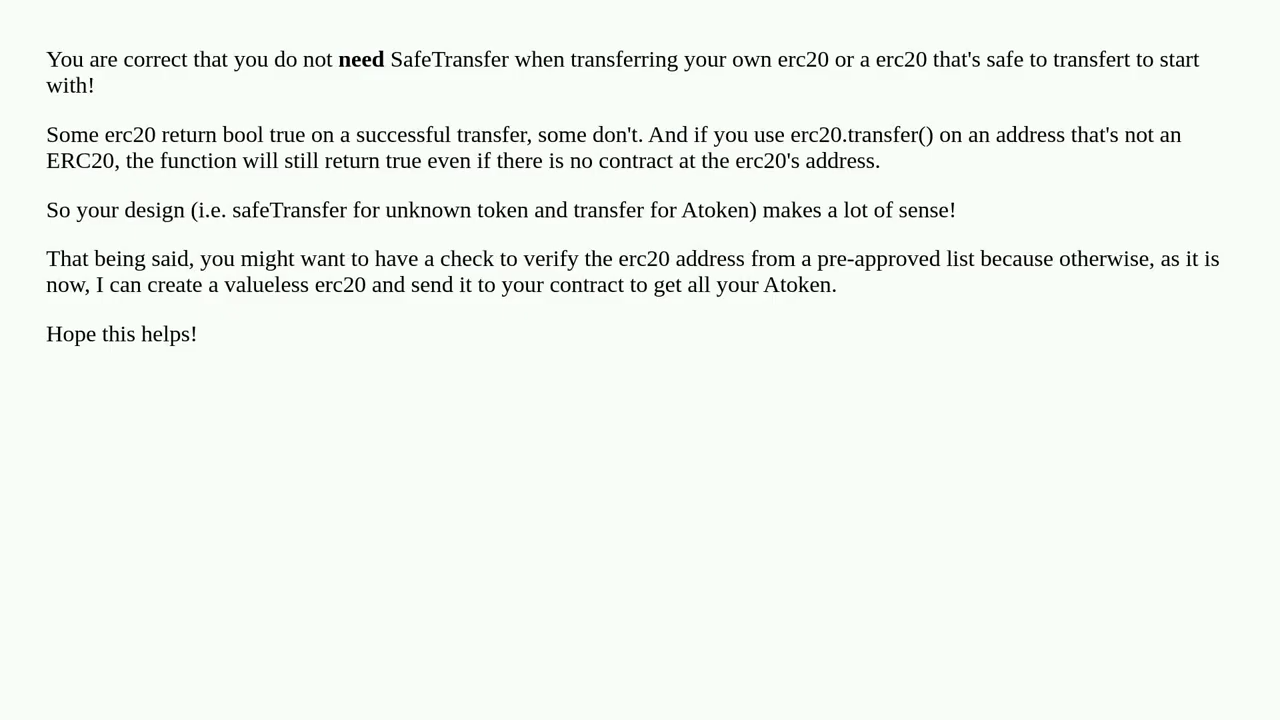 You are correct that you do not need SafeTransfer when transferring your own erc20 or a erc20 that's safe to transfert to start
with!
Some erc20 return bool true on a successful transfer, some don't. And if you use erc20.transfer() on an address that's not an
ERC20, the function will still return true even if there is no contract at the erc20's address.
So your design (i.e. safeTransfer for unknown token and transfer for Atoken) makes a lot of sense!
That being said, you might want to have a check to verify the erc20 address from a pre-approved list because otherwise, as it is
now, I can create a valueless erc20 and send it to your contract to get all your Atoken.
Hope this helps!